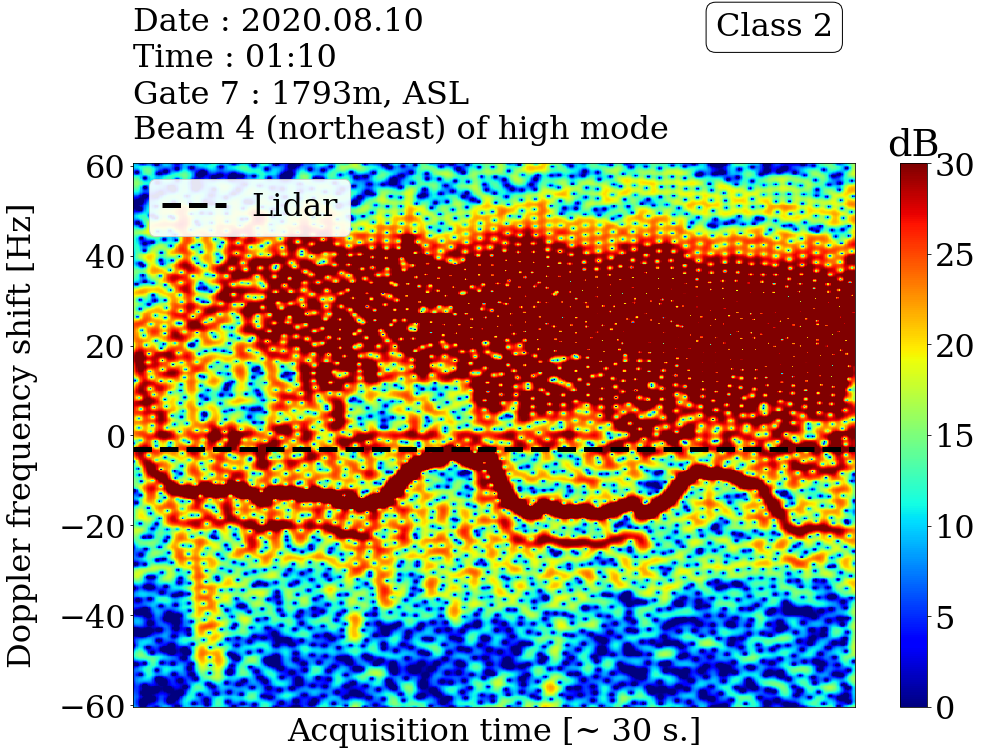 Date : 2020.08.10
Time : 01:10
Gate 7 : 1793m, ASL
Beam 4 (northeast) of high mode
Class 2
dB
Lidar
Doppler frequency shift [Hz]
60
40
20
0
−20
−40
−60
30
25
20
15
10
5
0
Acquisition time [~ 30 s.]